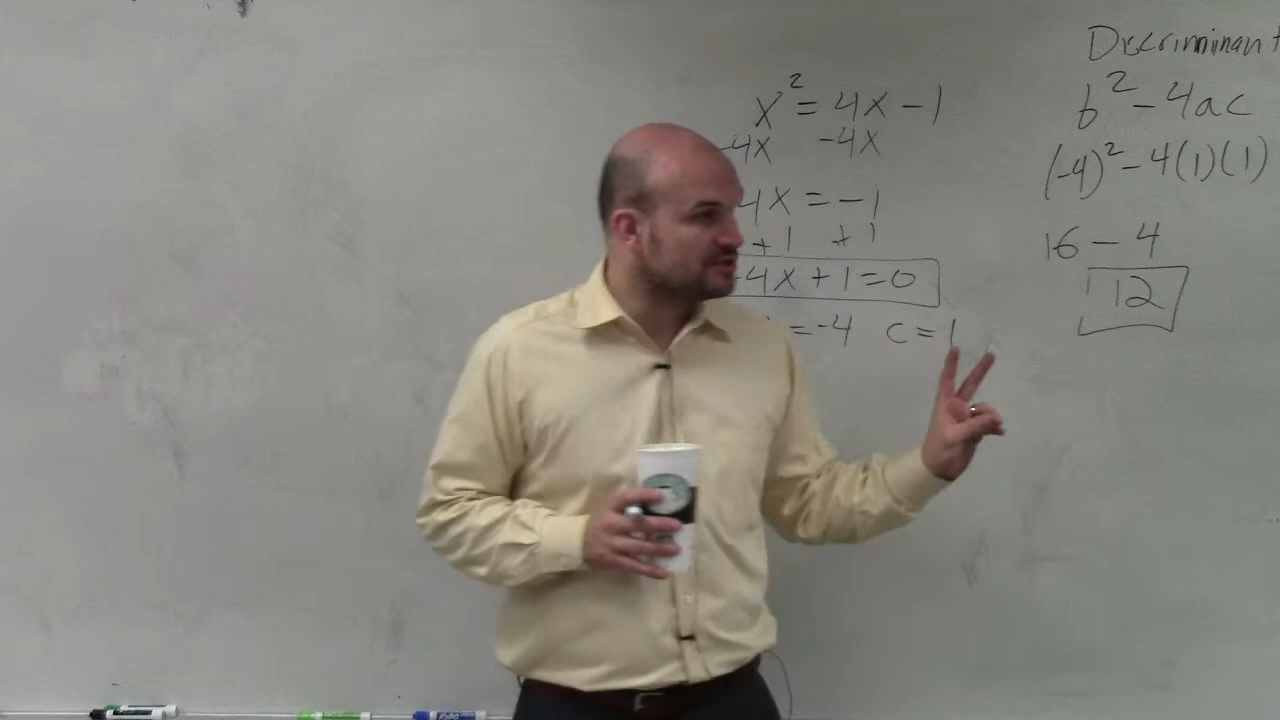 x² = 4x - 1
-4x -4x
4x = -1
+ 1 + 1
-4x + 1 = 0
= -4 c = 1
Discriminant
b² - 4ac
(-4)² - 4(1)(1)
16 - 4
12